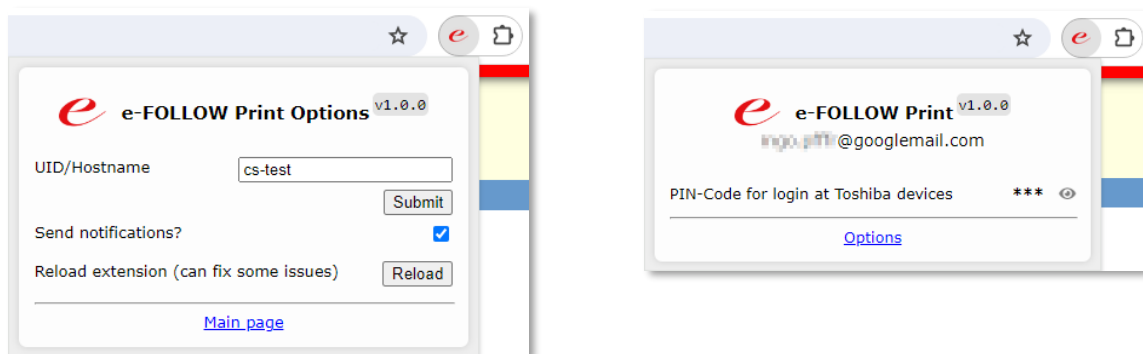 e
e e-FOLLOW Print Options v1.0.0
UID/Hostname cs-test
Submit
Send notifications?
Reload extension (can fix some issues) Reload
Main page
e
e e-FOLLOW Print v1.0.0
@googlemail.com
PIN-Code for login at Toshiba devices ***
Options